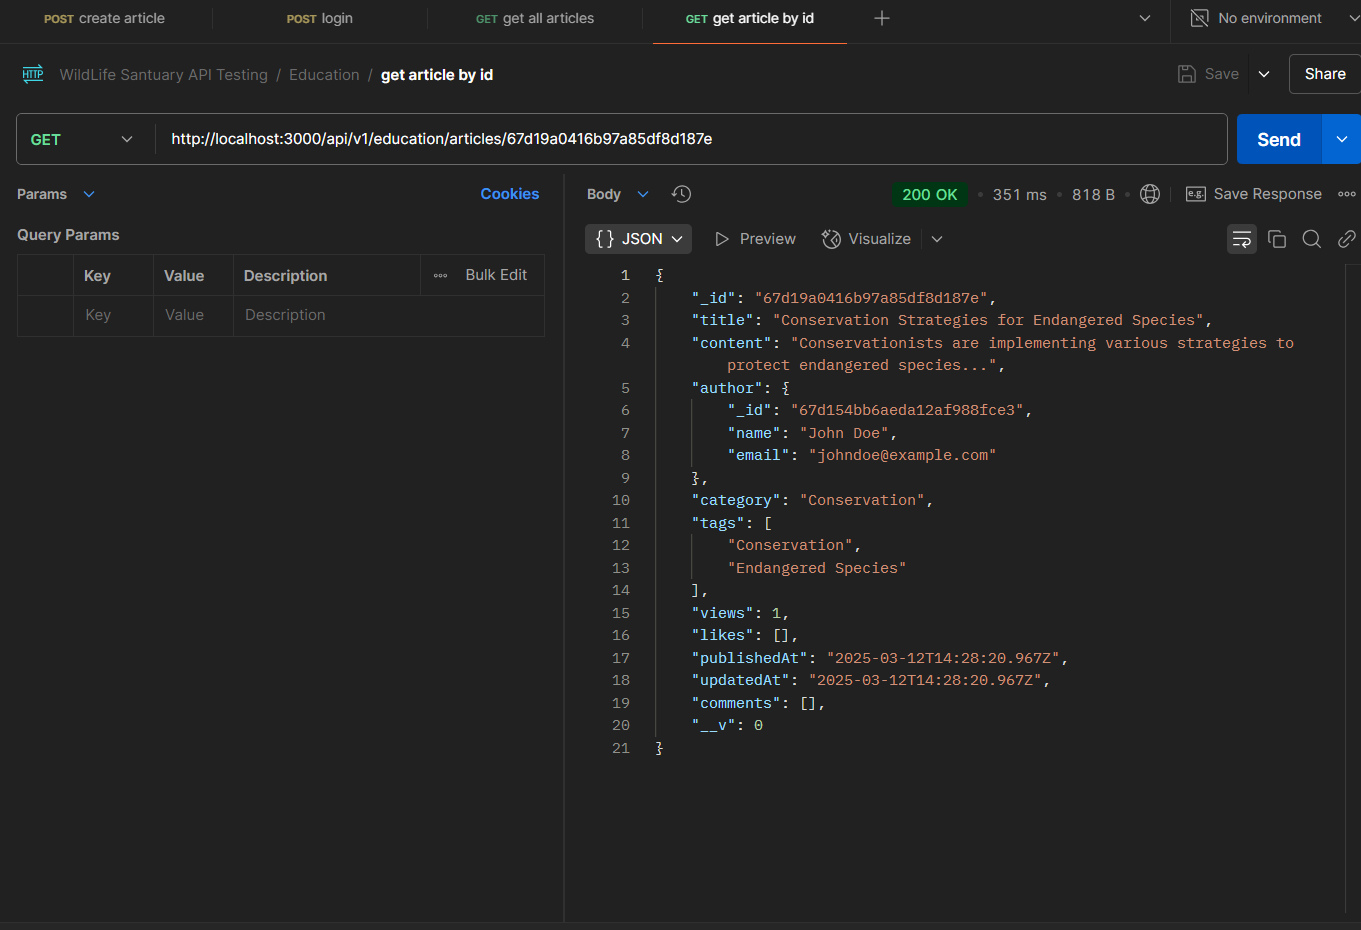 POST create article POST login GET get all articles GET get article by id No environment
HTTP WildLife Santuary API Testing / Education / get article by id Save Share
GET http://localhost:3000/api/v1/education/articles/67d19a0416b97a85df8d187e Send
Params Cookies Body 200 OK • 351 ms • 818 B • e.g. Save Response
Query Params {} JSON Preview Visualize
Key Value Description Bulk Edit
Key Value Description
1 {
2 "_id": "67d19a0416b97a85df8d187e",
3 "title": "Conservation Strategies for Endangered Species",
4 "content": "Conservationists are implementing various strategies to
protect endangered species...",
5 "author": {
6 "_id": "67d154bb6aeda12af988fce3",
7 "name": "John Doe",
8 "email": "johndoe@example.com"
9 },
10 "category": "Conservation",
11 "tags": [
12 "Conservation",
13 "Endangered Species"
14 ],
15 "views": 1,
16 "likes": [],
17 "publishedAt": "2025-03-12T14:28:20.967Z",
18 "updatedAt": "2025-03-12T14:28:20.967Z",
19 "comments": [],
20 "__v": 0
21 }